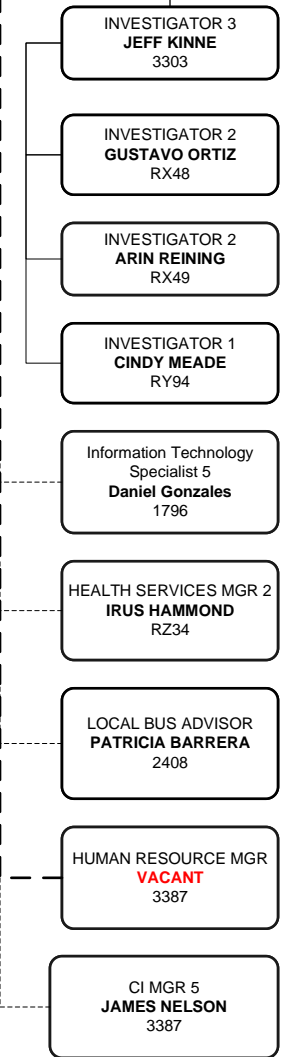 INVESTIGATOR 3
JEFF KINNE
3303
INVESTIGATOR 2
GUSTAVO ORTIZ
RX48
INVESTIGATOR 2
ARIN REINING
RX49
INVESTIGATOR 1
CINDY MEADE
RY94
Information Technology
Specialist 5
Daniel Gonzales
1796
HEALTH SERVICES MGR 2
IRUS HAMMOND
RZ34
LOCAL BUS ADVISOR
PATRICIA BARRERA
2408
HUMAN RESOURCE MGR
VACANT
3387
CI MGR 5
JAMES NELSON
3387